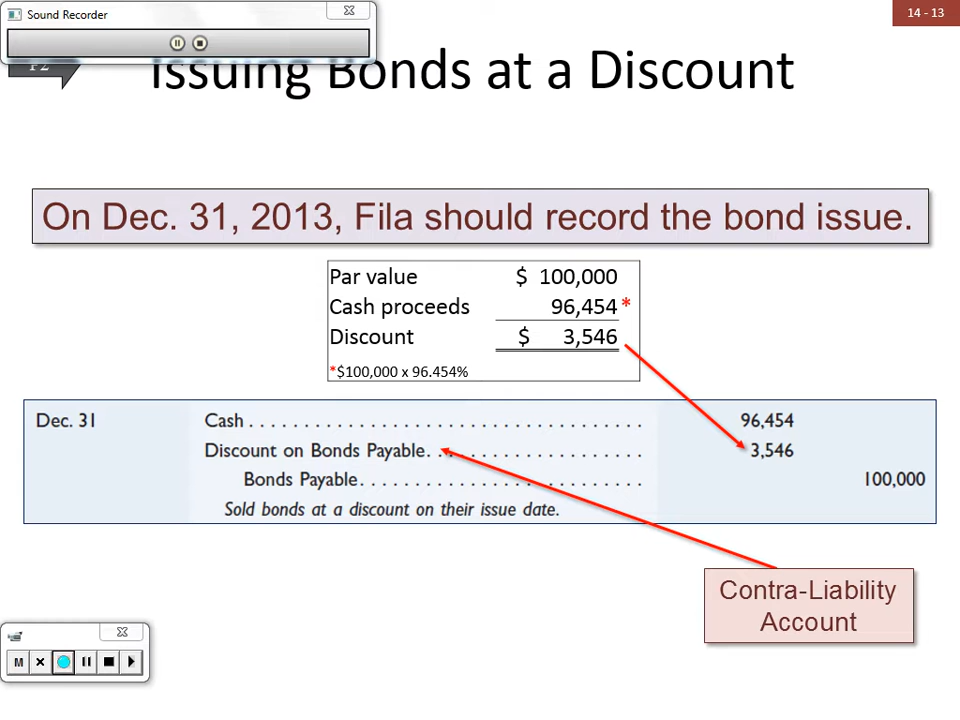 Sound Recorder
14 - 13
P2
Issuing Bonds at a Discount
On Dec. 31, 2013, Fila should record the bond issue.
Par value $ 100,000
Cash proceeds 96,454*
Discount $ 3,546
*$100,000 x 96.454%
Dec. 31 Cash . . . . . . . . . . . . . . . . . . . . . . . . . . . . . . . . . . . . 96,454
Discount on Bonds Payable. . . . . . . . . . . . . . . . . . . . 3,546
Bonds Payable. . . . . . . . . . . . . . . . . . . . . . . . . . 100,000
Sold bonds at a discount on their issue date.
Contra-Liability
Account
M